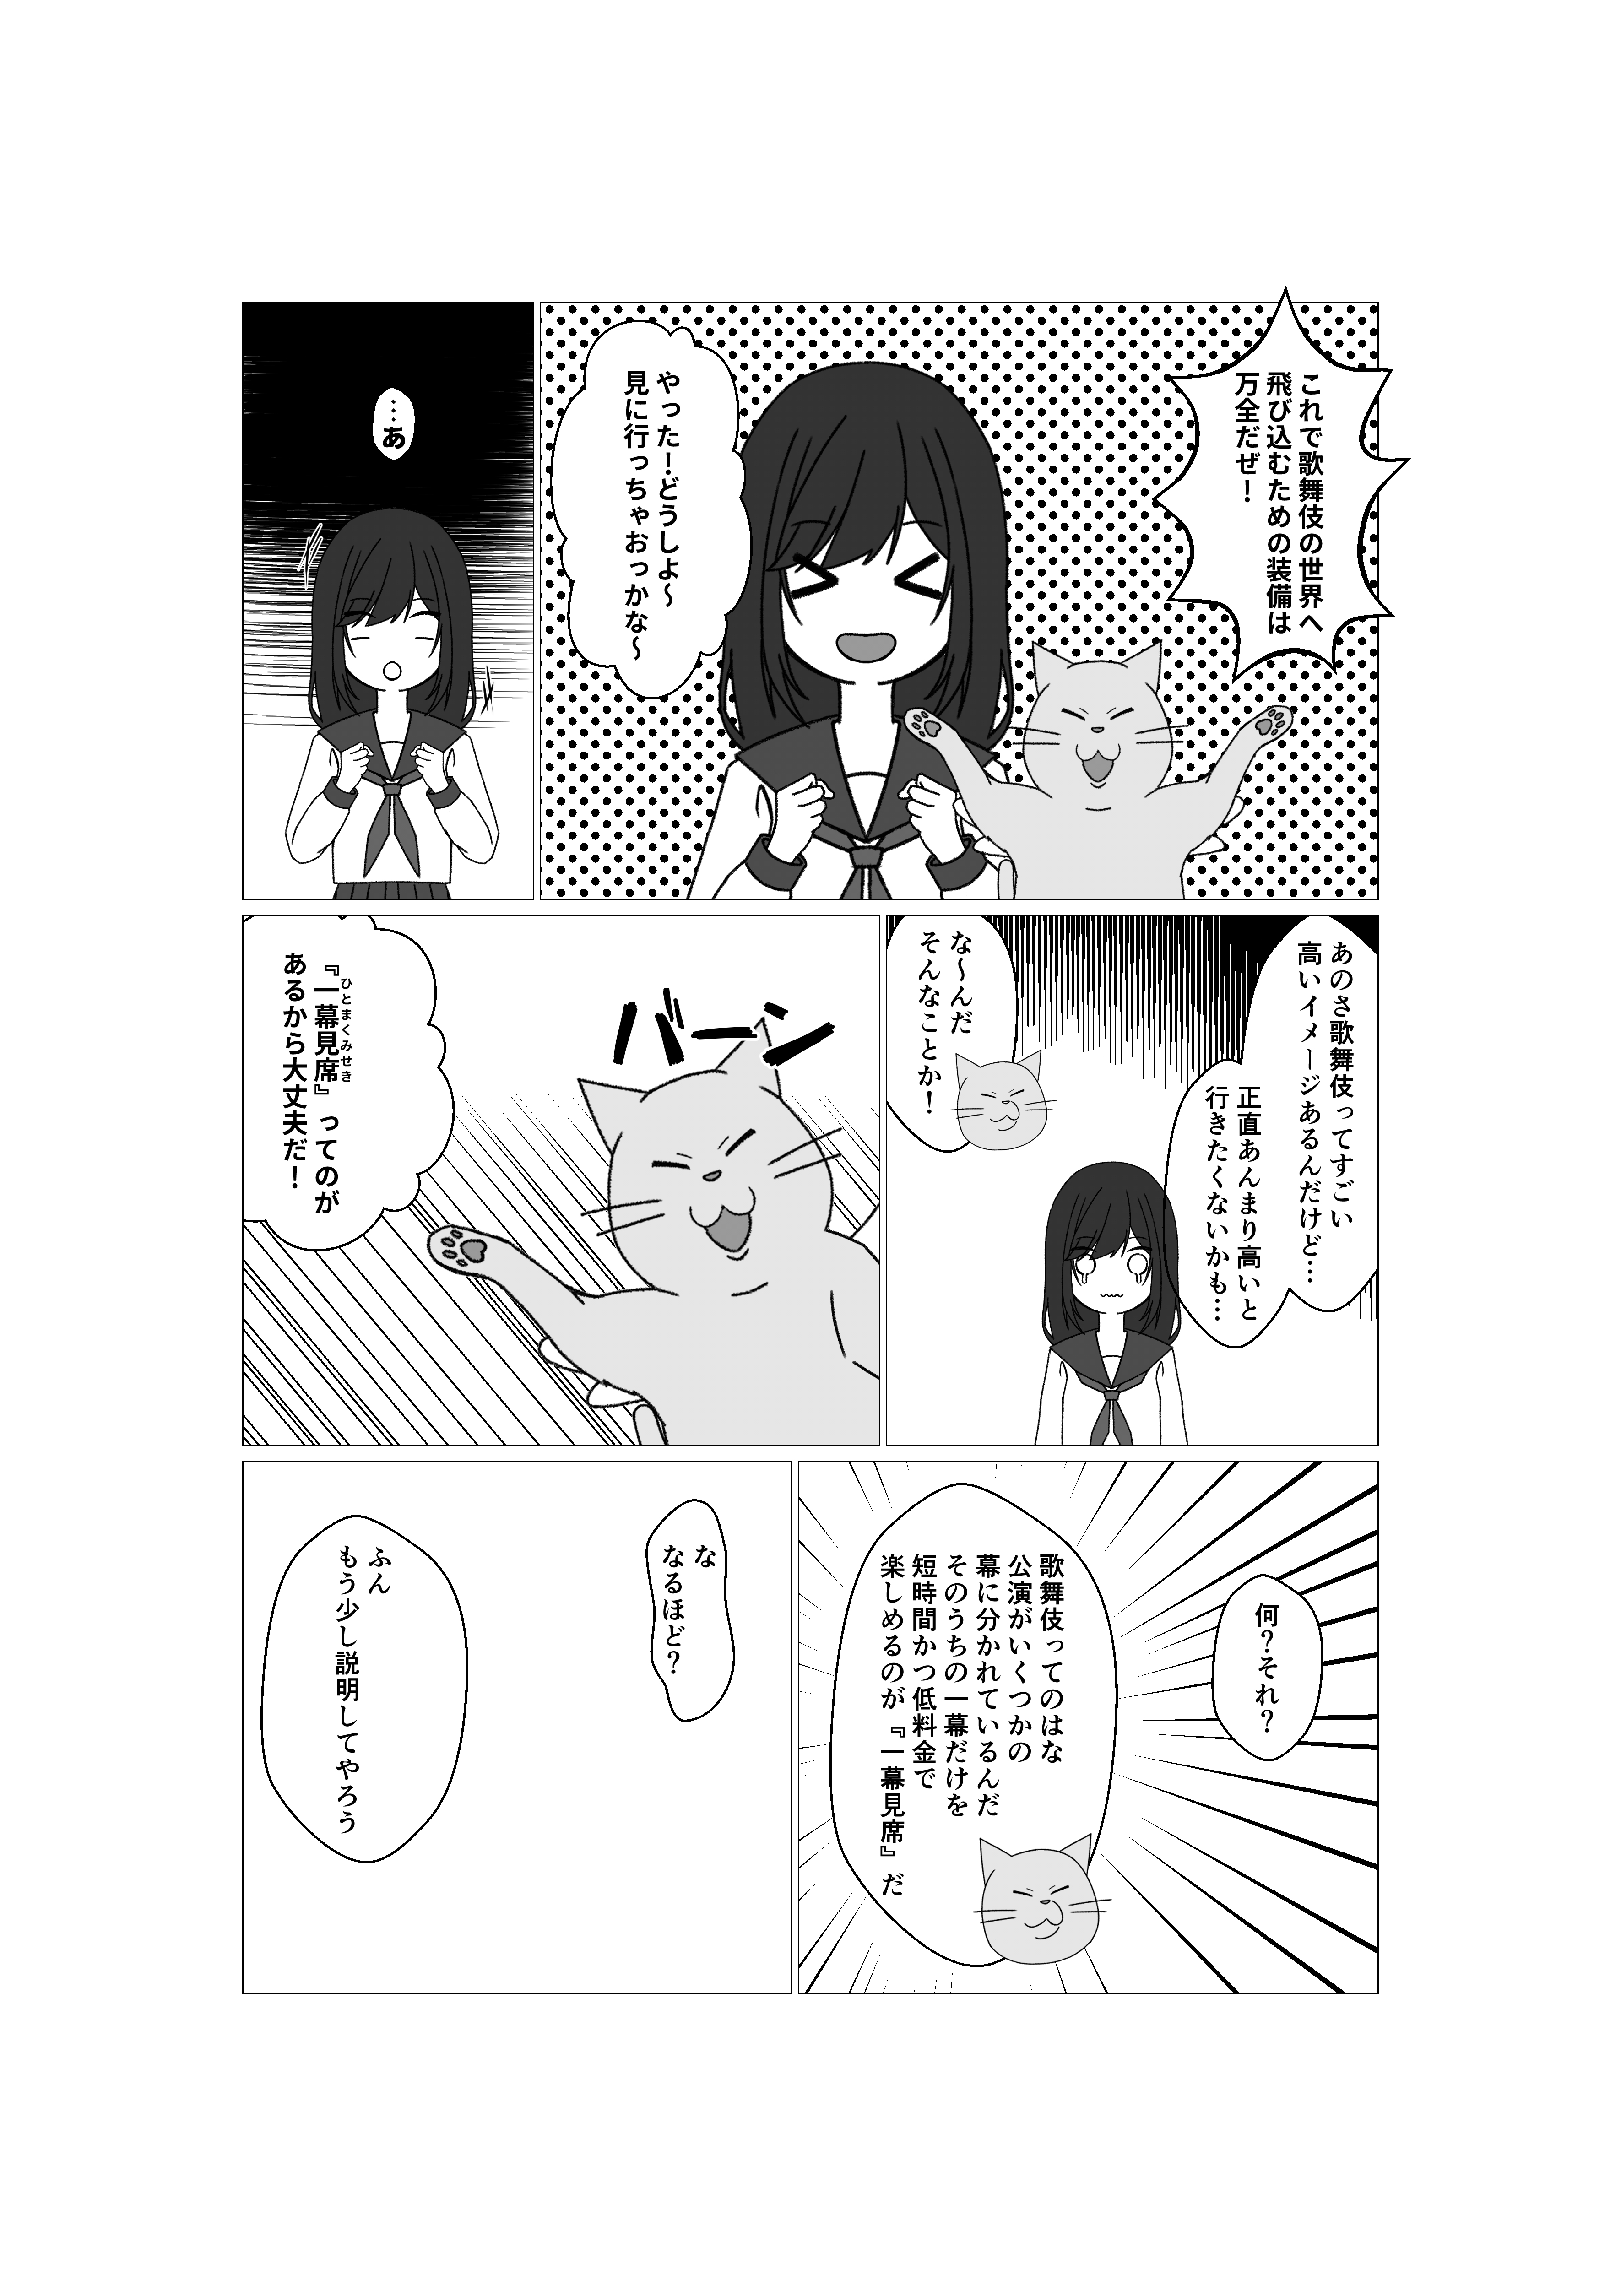 これで歌舞伎の世界へ
飛び込むための装備は
万全だぜ！
やった！どうしよ〜
見に行っちゃおっかな〜
…あ
あのさ歌舞伎ってすごい
高いイメージあるんだけど…
正直あんまり高いと
行きたくないかも…
な〜んだ
そんなことか！
バーン
『一幕見席』ってのが
ひとまくみせき
あるから大丈夫だ！
何？それ？
歌舞伎ってのはな
公演がいくつかの
幕に分かれているんだ
そのうちの一幕だけを
短時間かつ低料金で
楽しめるのが『一幕見席』だ
な
なるほど？
ふん
もう少し説明してやろう